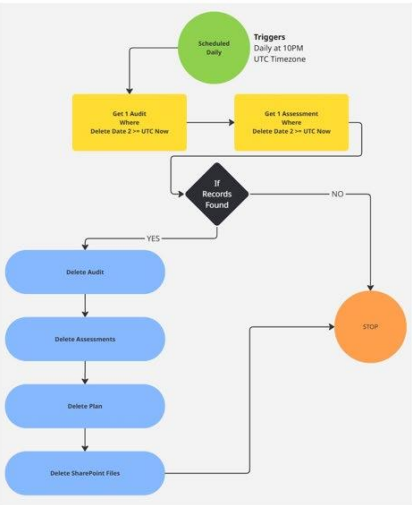 Scheduled
Daily
Triggers
Daily at 10PM
UTC Timezone
Get 1 Audit
Where
Delete Date 2 >= UTC Now
Get 1 Assessment
Where
Delete Date 2 >= UTC Now
If
Records
Found
NO
YES
Delete Audit
Delete Assessments
STOP
Delete Plan
Delete SharePoint Files